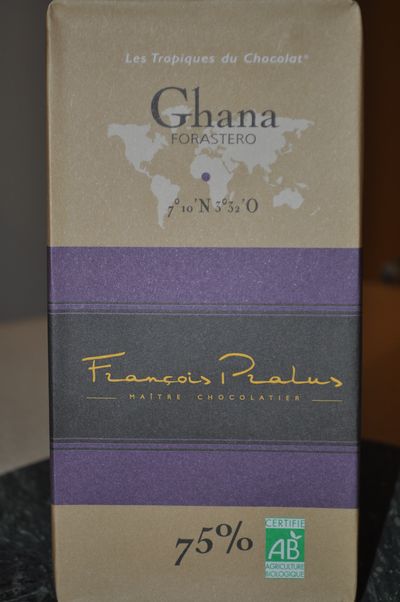 Les Tropiques du Chocolat®
Ghana
FORASTERO
7°10'N 3°32'O
François Pralus
MAÎTRE CHOCOLATIER
75%
CERTIFIÉ
AB
AGRICULTURE
BIOLOGIQUE